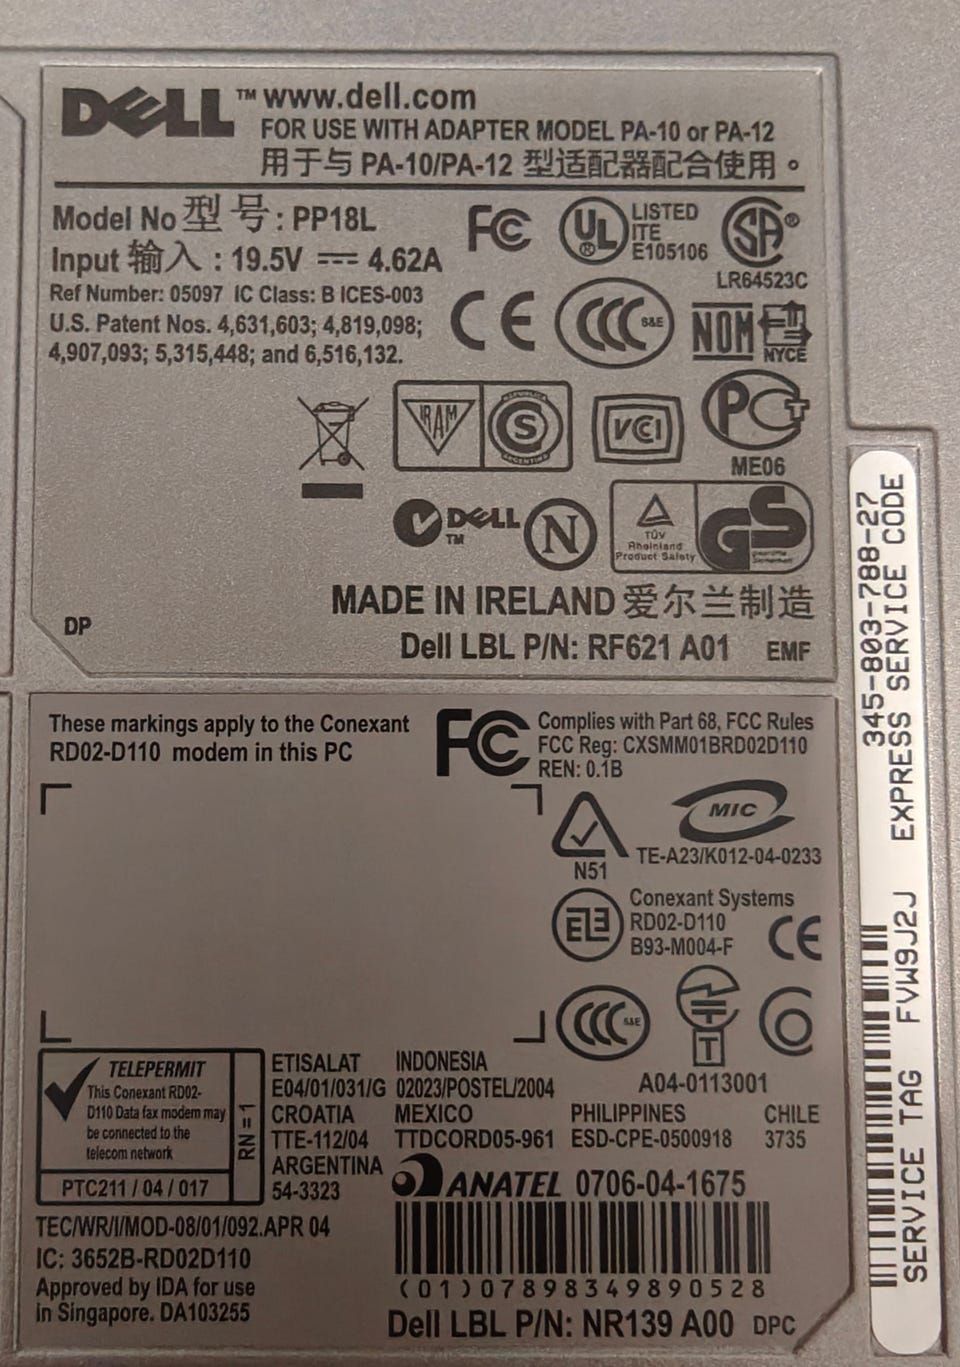 DELL™ www.dell.com
FOR USE WITH ADAPTER MODEL PA-10 or PA-12
用于与 PA-10/PA-12 型适配器配合使用。
Model No 型号: PP18L
Input 输入: 19.5V ⎓ 4.62A
Ref Number: 05097 IC Class: B ICES-003
U.S. Patent Nos. 4,631,603; 4,819,098;
4,907,093; 5,315,448; and 6,516,132.
FC
UL ®
LISTED
ITE
E105106
SA ®
LR64523C
CE
CCC S&E
NOM
NYCE
IRAM
REPUBLICA
S
ARGENTINA
VCI
PCT
ME06
DELL
TM
N
TÜV
Rheinland
Product Safety
GS
geprüfte
Sicherheit
MADE IN IRELAND 爱尔兰制造
DP
Dell LBL P/N: RF621 A01 EMF
These markings apply to the Conexant
RD02-D110 modem in this PC
FC
Complies with Part 68, FCC Rules
FCC Reg: CXSMM01BRD02D110
REN: 0.1B
N51
MIC
TE-A23/K012-04-0233
Conexant Systems
RD02-D110
B93-M004-F
CE
CCC S&E
T
A04-0113001
TELEPERMIT
This Conexant RD02-
D110 Data fax modem may
be connected to the
telecom network
RN =1
PTC211 / 04 / 017
ETISALAT
E04/01/031/G
CROATIA
TTE-112/04
ARGENTINA
54-3323
INDONESIA
02023/POSTEL/2004
MEXICO
TTDCORD05-961
PHILIPPINES
ESD-CPE-0500918
CHILE
3735
ANATEL 0706-04-1675
(01)07898349890528
TEC/WR/I/MOD-08/01/092.APR 04
IC: 3652B-RD02D110
Approved by IDA for use
in Singapore. DA103255
Dell LBL P/N: NR139 A00 DPC
345-803-788-27
SERVICE TAG FVW9J2J EXPRESS SERVICE CODE